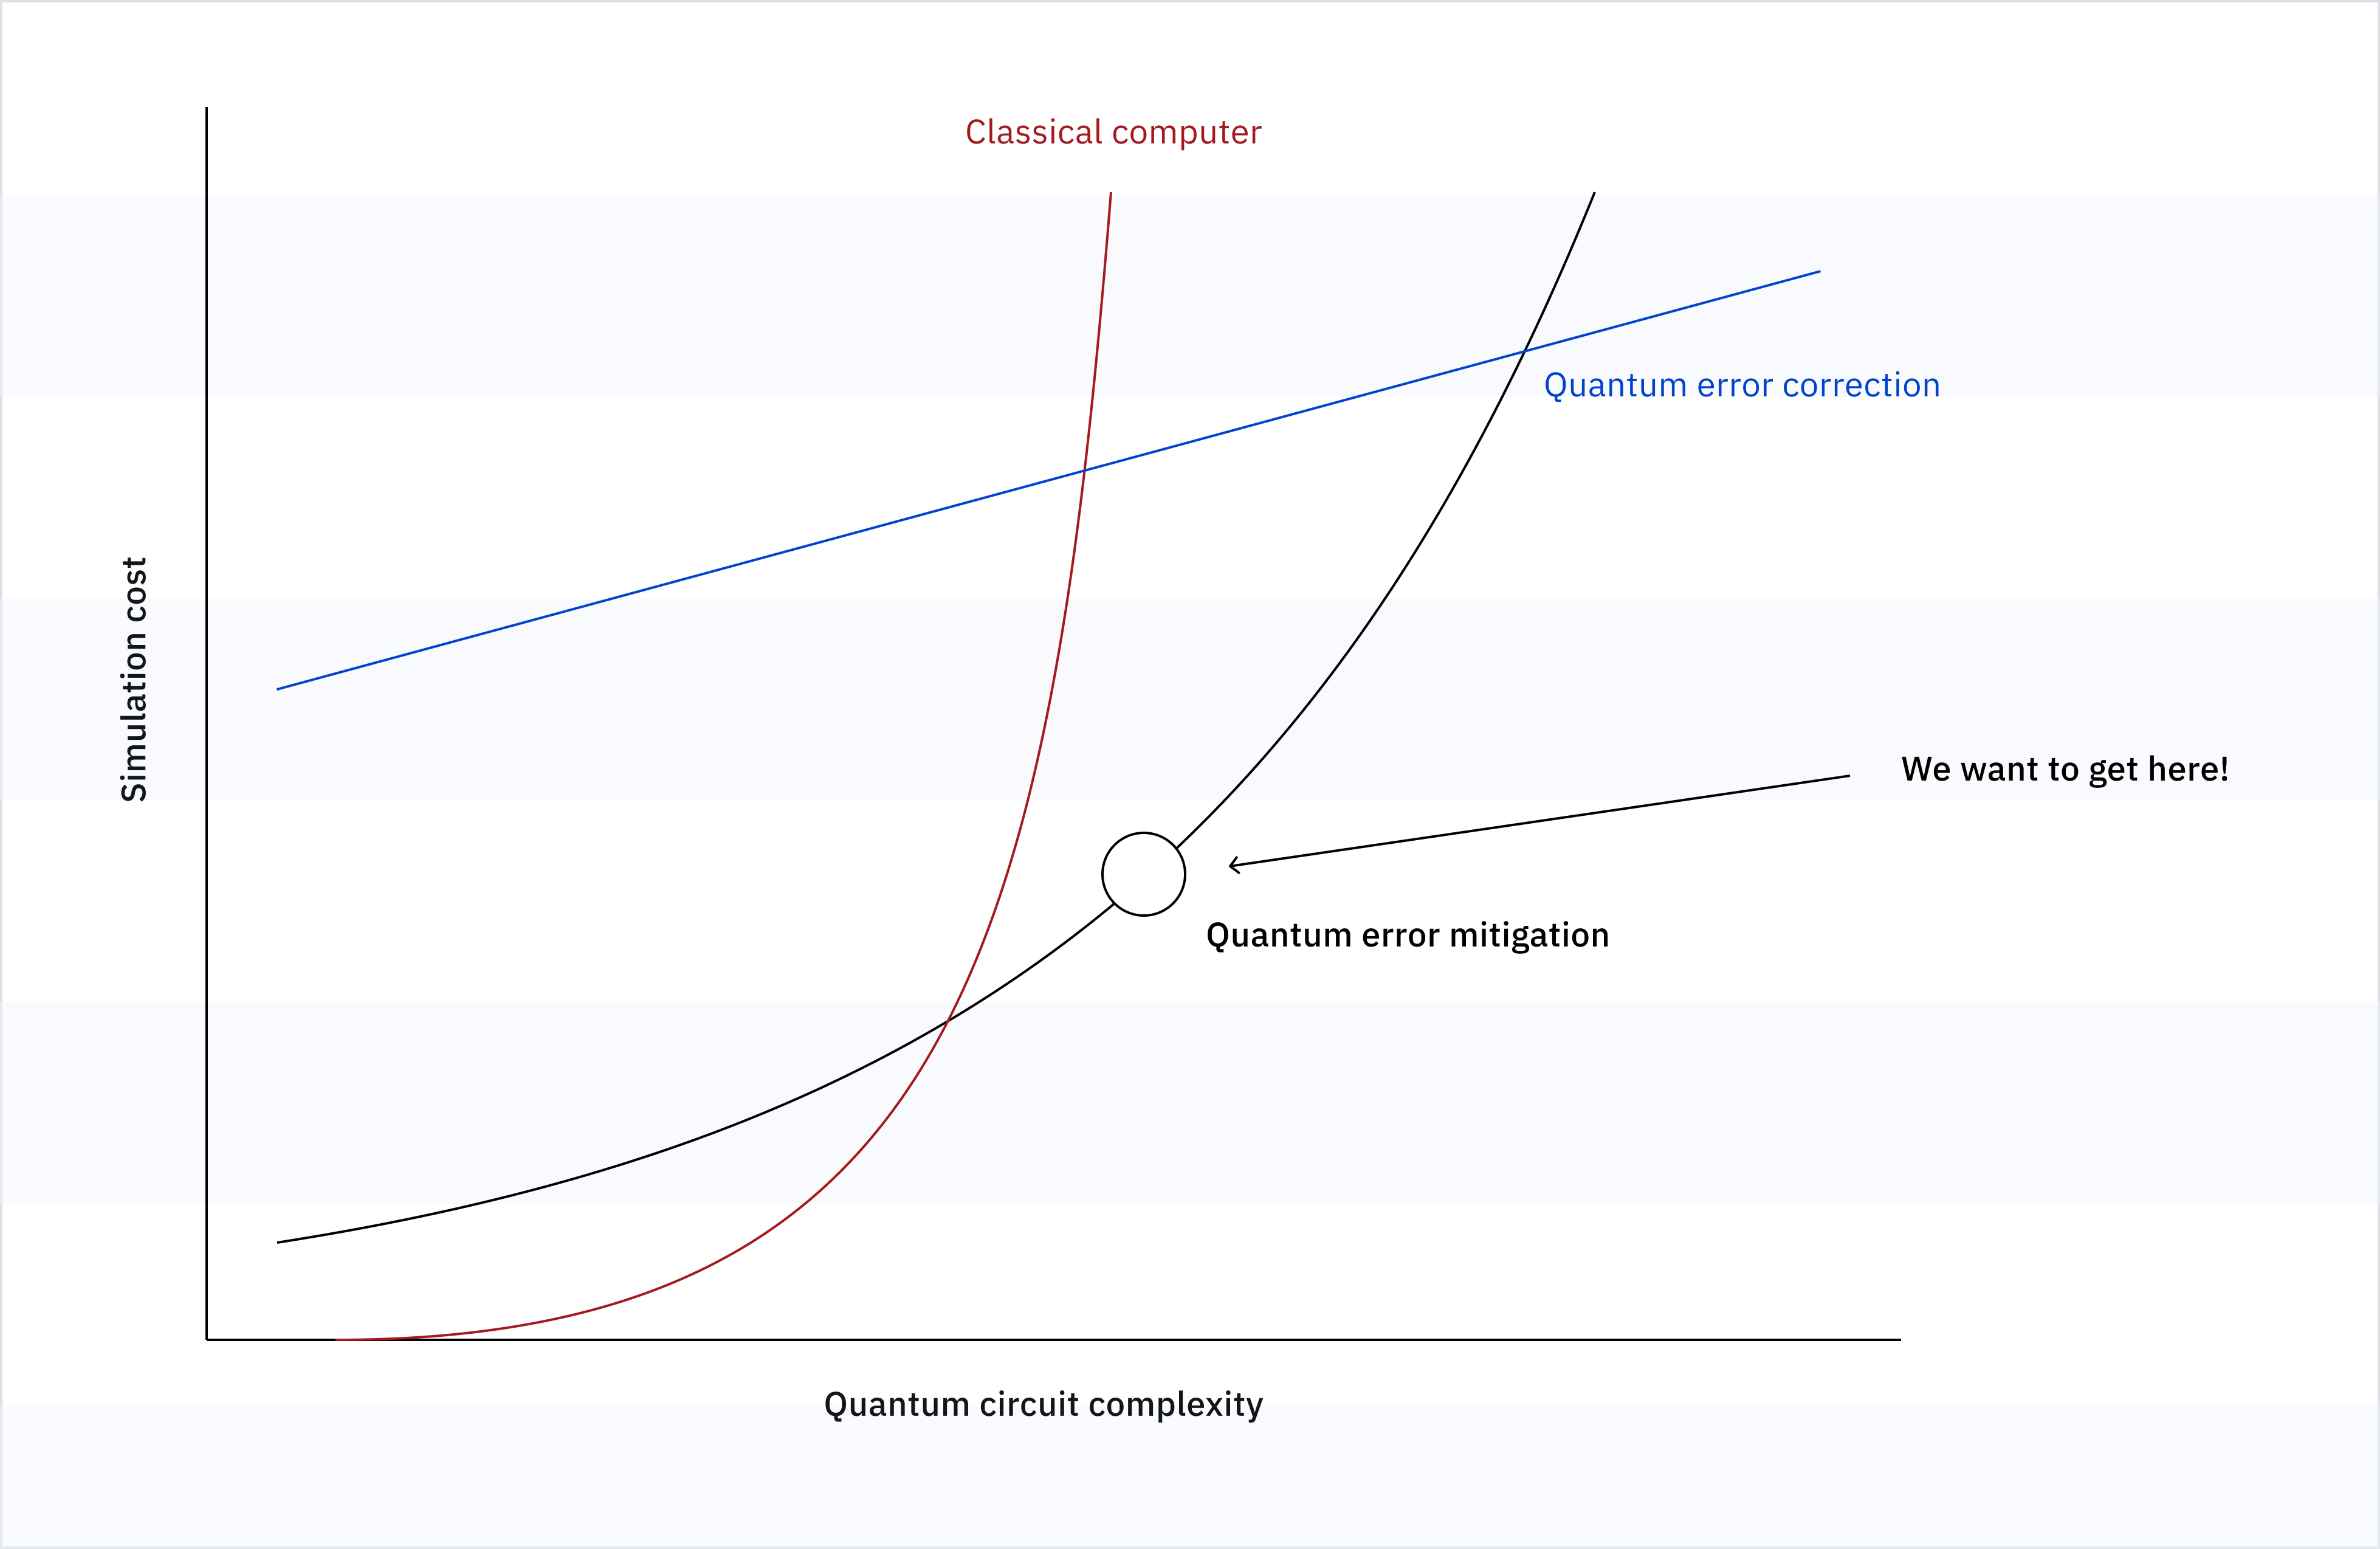 Classical computer
Quantum error correction
Simulation cost
We want to get here!
Quantum error mitigation
Quantum circuit complexity